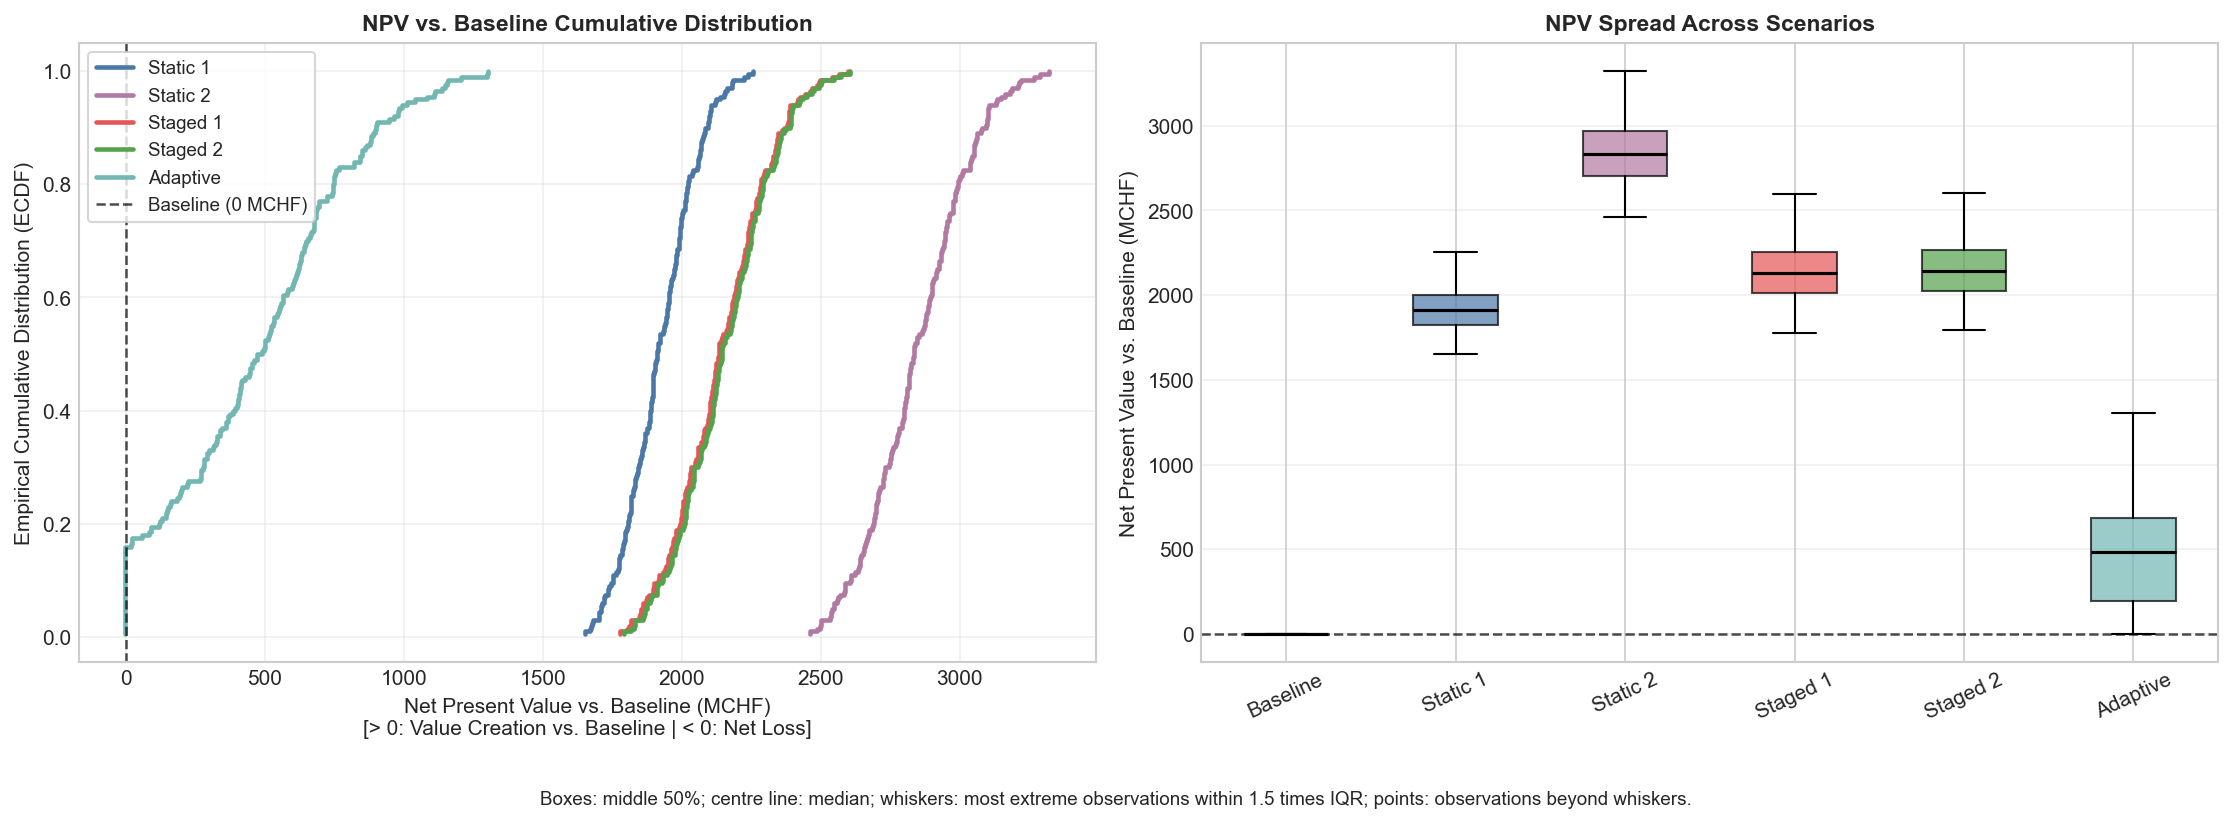 NPV vs. Baseline Cumulative Distribution
Empirical Cumulative Distribution (ECDF)
1.0
0.8
0.6
0.4
0.2
0.0
Static 1
Static 2
Staged 1
Staged 2
Adaptive
Baseline (0 MCHF)
0 500 1000 1500 2000 2500 3000
Net Present Value vs. Baseline (MCHF)
[> 0: Value Creation vs. Baseline | < 0: Net Loss]
NPV Spread Across Scenarios
Net Present Value vs. Baseline (MCHF)
3000
2500
2000
1500
1000
500
0
Baseline Static 1 Static 2 Staged 1 Staged 2 Adaptive
Boxes: middle 50%; centre line: median; whiskers: most extreme observations within 1.5 times IQR; points: observations beyond whiskers.